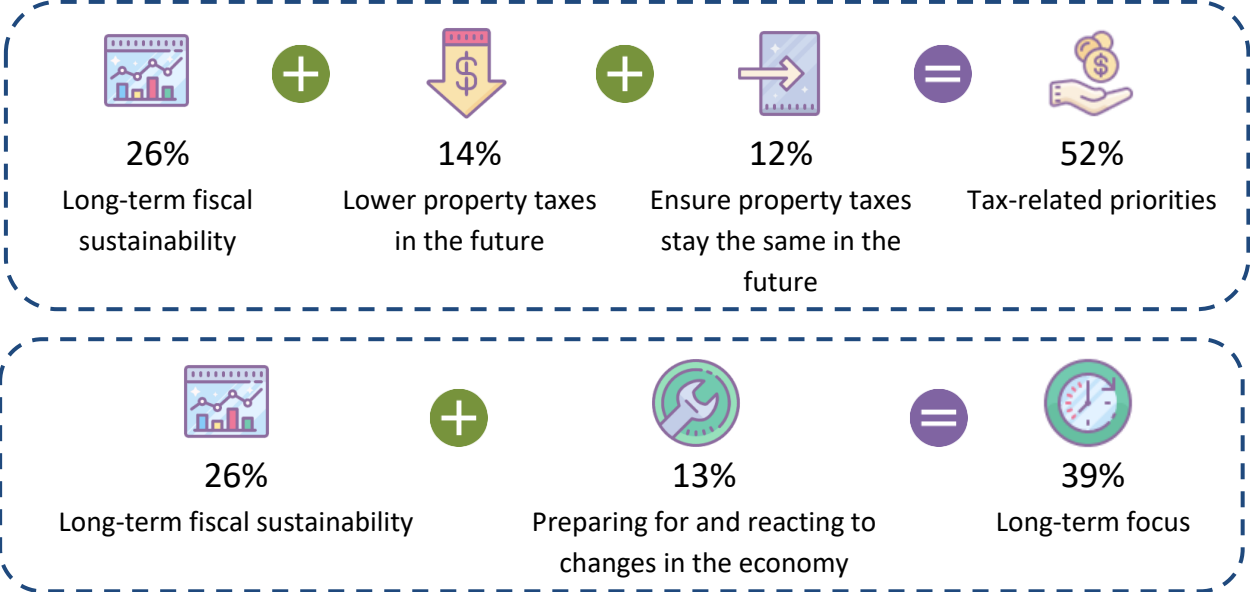 26%
Long-term fiscal
sustainability
14%
Lower property taxes
in the future
12%
Ensure property taxes
stay the same in the
future
52%
Tax-related priorities
26%
Long-term fiscal sustainability
13%
Preparing for and reacting to
changes in the economy
39%
Long-term focus